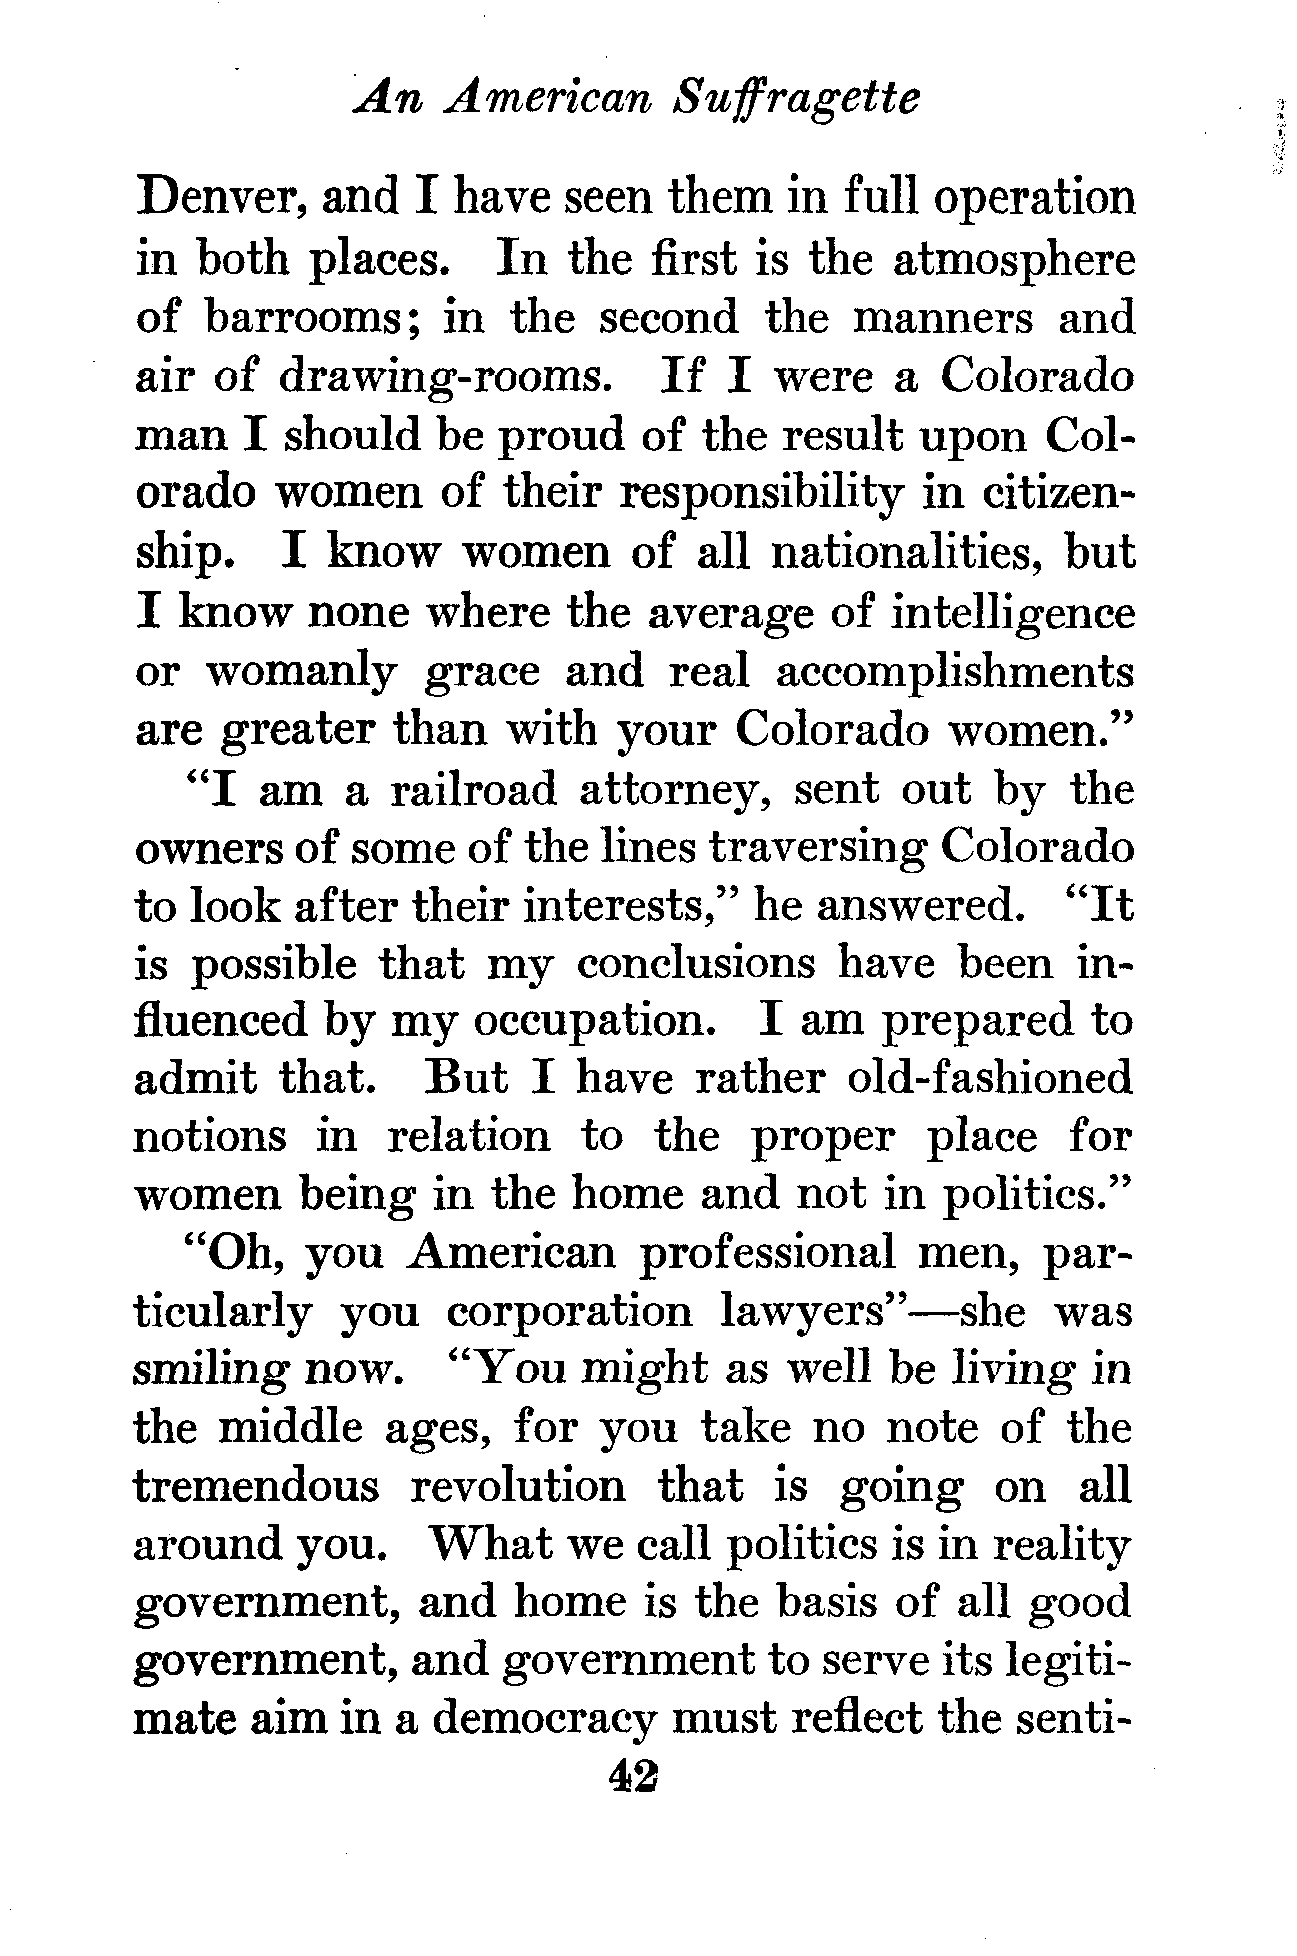 An American Suffragette
Denver, and I have seen them in full operation
in both places. In the first is the atmosphere
of barrooms; in the second the manners and
air of drawing-rooms. If I were a Colorado
man I should be proud of the result upon Col-
orado women of their responsibility in citizen-
ship. I know women of all nationalities, but
I know none where the average of intelligence
or womanly grace and real accomplishments
are greater than with your Colorado women.”
“I am a railroad attorney, sent out by the
owners of some of the lines traversing Colorado
to look after their interests,” he answered. “It
is possible that my conclusions have been in-
fluenced by my occupation. I am prepared to
admit that. But I have rather old-fashioned
notions in relation to the proper place for
women being in the home and not in politics.”
“Oh, you American professional men, par-
ticularly you corporation lawyers”—she was
smiling now. “You might as well be living in
the middle ages, for you take no note of the
tremendous revolution that is going on all
around you. What we call politics is in reality
government, and home is the basis of all good
government, and government to serve its legiti-
mate aim in a democracy must reflect the senti-
42